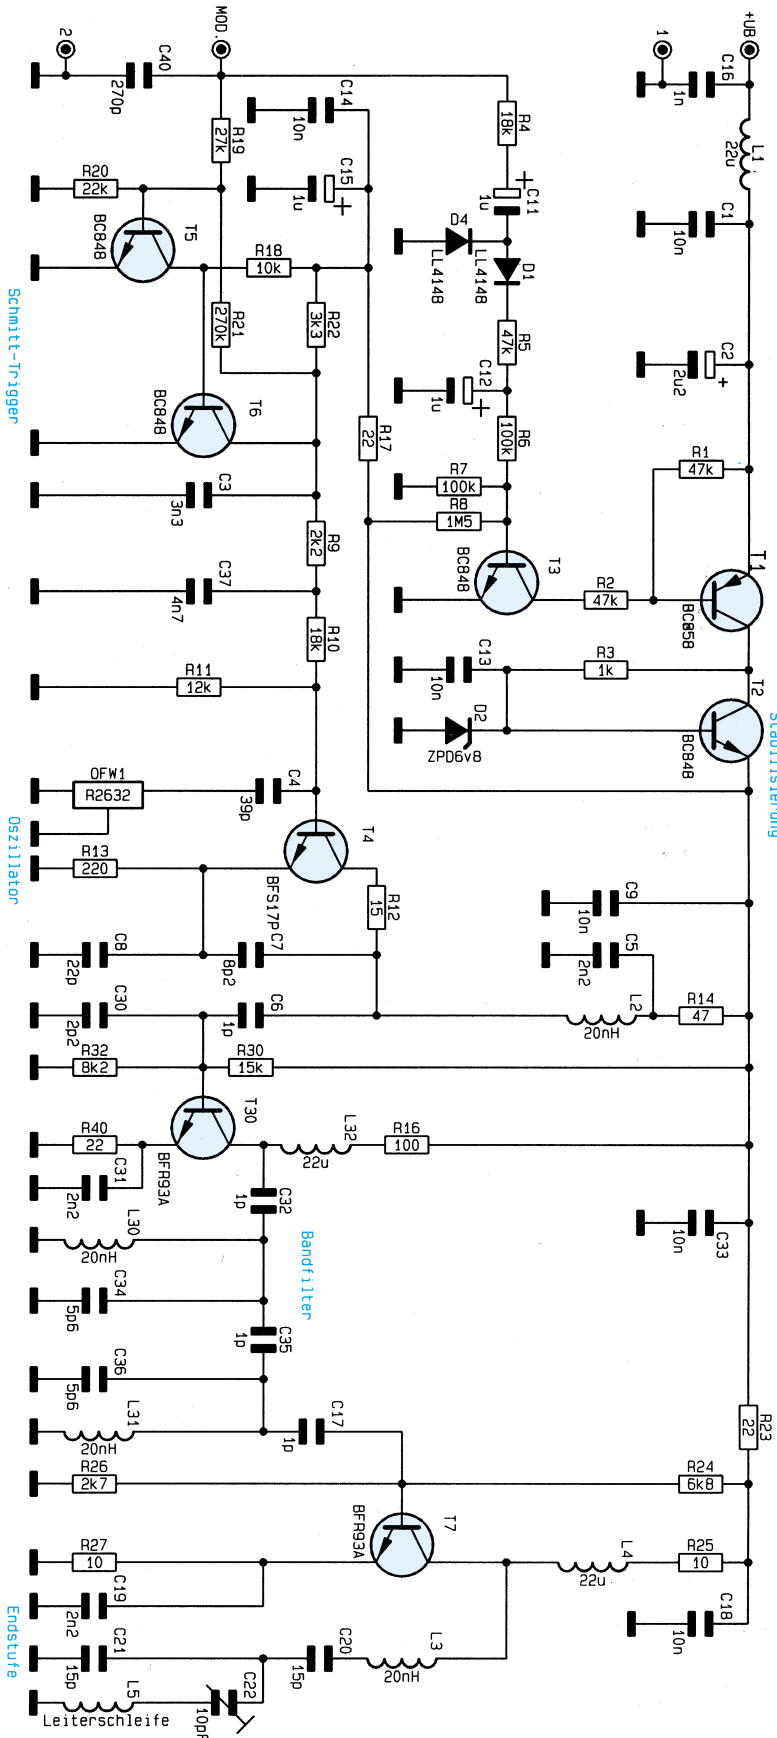 +UB
C16
1n
1
L1
22u
C1
10n
C2
+
2u2
R1
47k
T1
BC858
R2
47k
R3
1k
T2
BC848
Stabilisierung
MOD.
2
C40
270p
R19
27k
C14
10n
C15
+
1u
R4
18k
C11
+
1u
D4
LL4148
D1
LL4148
R5
47k
C12
+
1u
R6
100k
R7
100k
R8
1M5
T3
BC848
C13
10n
D2
ZPD6v8
R17
22
R20
22k
T5
BC848
R18
10k
R21
270k
R22
3k3
T6
BC848
Schmitt-Trigger
C3
3n3
R9
2k2
C37
4n7
R10
18k
R11
12k
OFW1
R2632
C4
39p
T4
BFS17P
Oszillator
R13
220
R12
15
C8
22p
C7
8p2
C9
10n
C5
2n2
R14
47
L2
20nH
C30
2p2
C6
1p
R32
8k2
R30
15k
T30
BFR93A
R40
22
C31
2n2
L32
22u
R16
100
C32
1p
L30
20nH
Bandfilter
C33
10n
C34
5p6
C35
1p
C36
5p6
L31
20nH
C17
1p
R23
22
R26
2k7
R24
6k8
T7
BFR93A
R27
10
C19
2n2
L4
22u
R25
10
C18
10n
Endstufe
C21
15p
C20
15p
L3
20nH
C22
10pF
L5
Leiterschleife